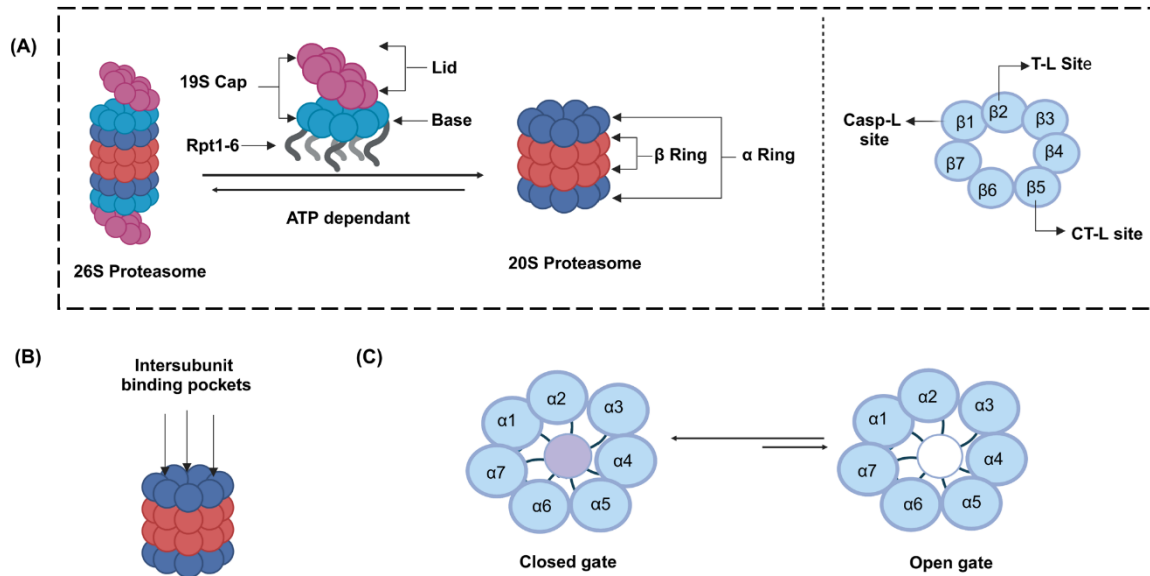 (A)
19S Cap
Lid
Base
Rpt1-6
ATP dependant
26S Proteasome
β Ring
α Ring
20S Proteasome
T-L Site
Casp-L
site
β1
β2
β3
β4
β5
β6
β7
CT-L site
(B)
Intersubunit
binding pockets
(C)
α1
α2
α3
α4
α5
α6
α7
Closed gate
α1
α2
α3
α4
α5
α6
α7
Open gate